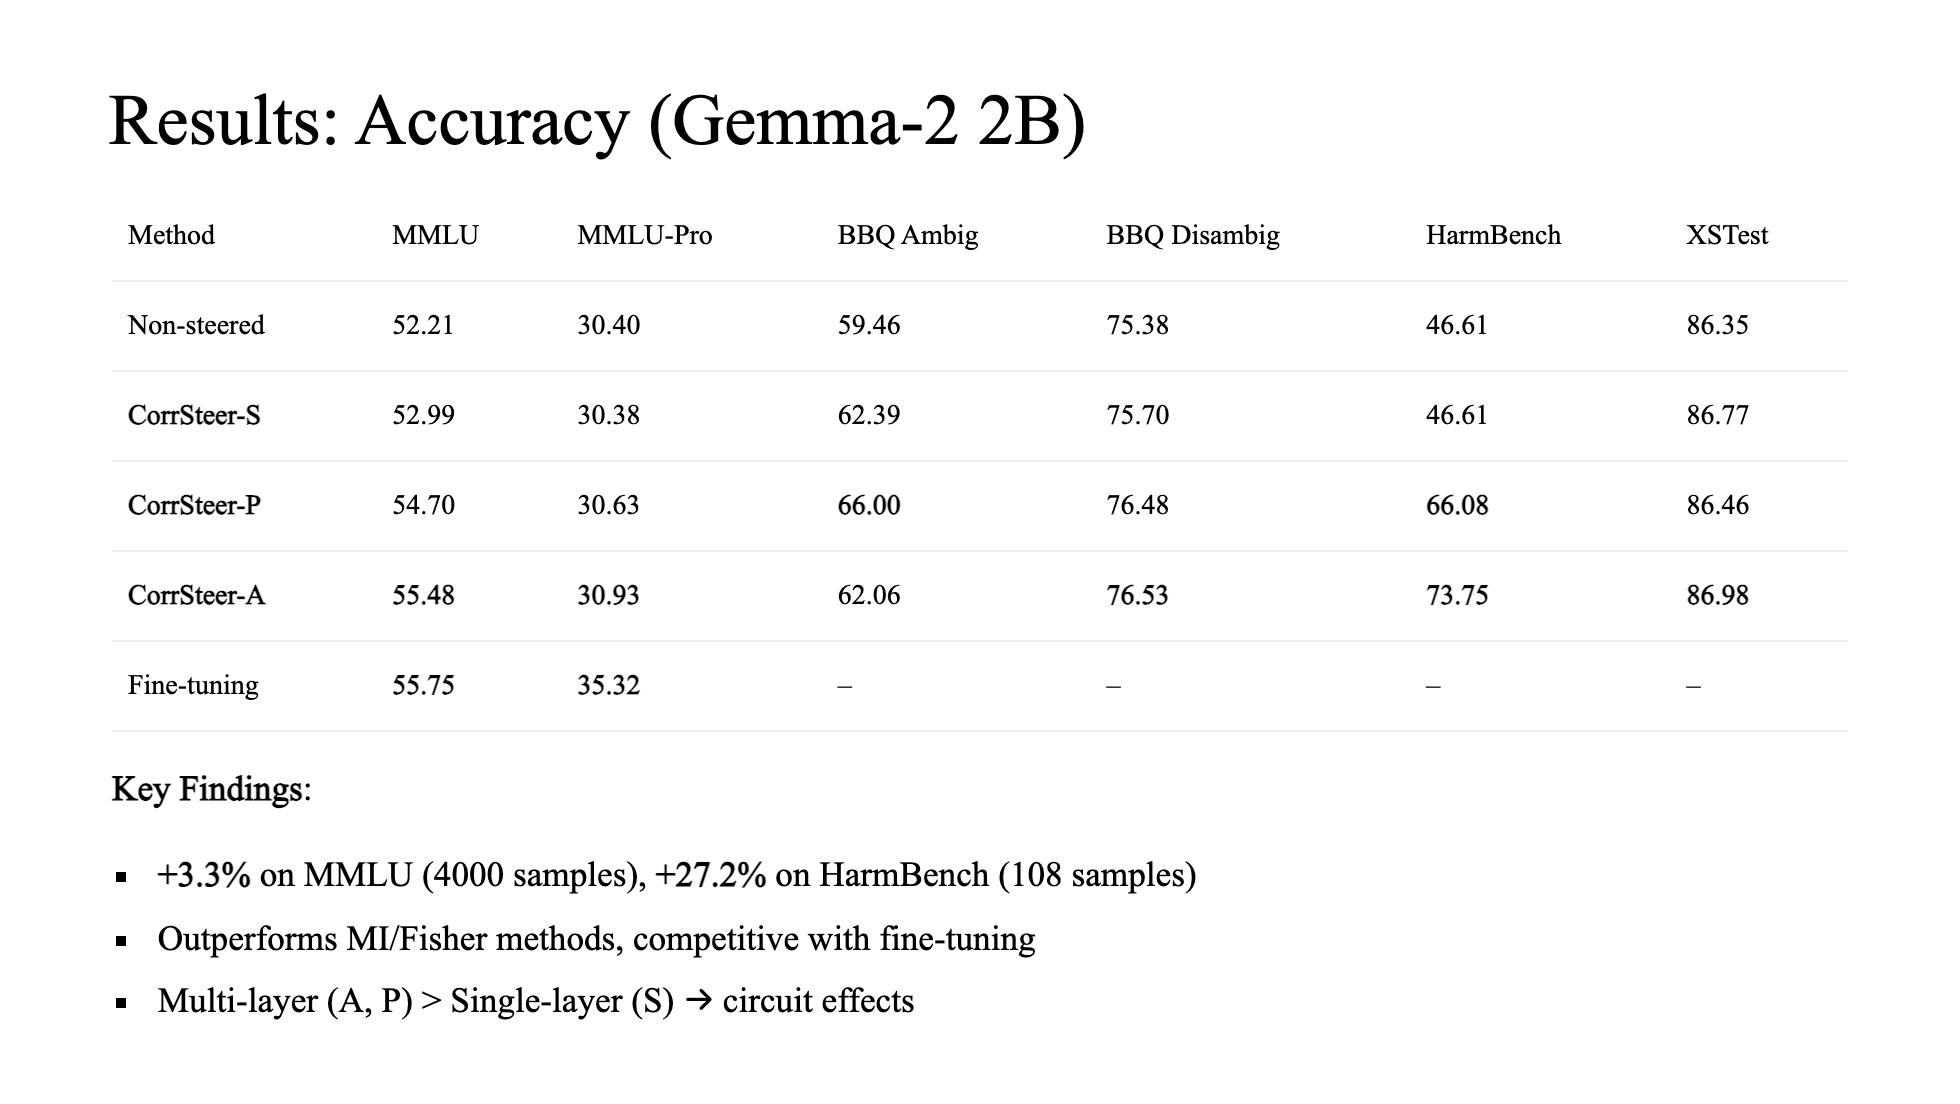 Results: Accuracy (Gemma-2 2B)
Method MMLU MMLU-Pro BBQ Ambig BBQ Disambig HarmBench XSTest
Non-steered 52.21 30.40 59.46 75.38 46.61 86.35
CorrSteer-S 52.99 30.38 62.39 75.70 46.61 86.77
CorrSteer-P 54.70 30.63 66.00 76.48 66.08 86.46
CorrSteer-A 55.48 30.93 62.06 76.53 73.75 86.98
Fine-tuning 55.75 35.32 – – – –
Key Findings:
▪ +3.3% on MMLU (4000 samples), +27.2% on HarmBench (108 samples)
▪ Outperforms MI/Fisher methods, competitive with fine-tuning
▪ Multi-layer (A, P) > Single-layer (S) → circuit effects